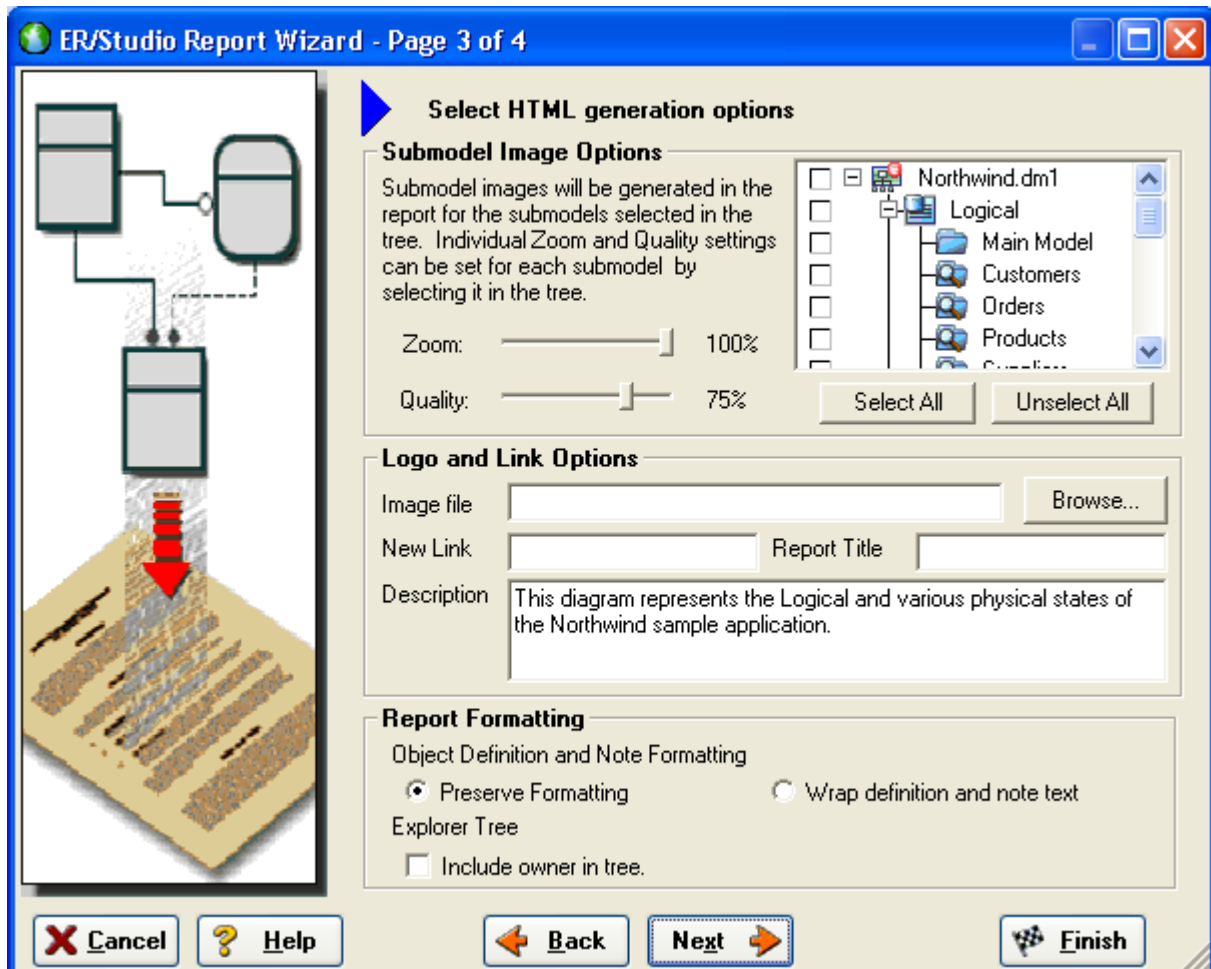 ER/Studio Report Wizard - Page 3 of 4
Select HTML generation options
Submodel Image Options
Submodel images will be generated in the
report for the submodels selected in the
tree.  Individual Zoom and Quality settings
can be set for each submodel  by
selecting it in the tree.
Zoom: 100%
Quality: 75%
Northwind.dm1
Logical
Main Model
Customers
Orders
Products
Suppliers
Select All Unselect All
Logo and Link Options
Image file Browse...
New Link Report Title
Description
This diagram represents the Logical and various physical states of
the Northwind sample application.
Report Formatting
Object Definition and Note Formatting
Preserve Formatting Wrap definition and note text
Explorer Tree
Include owner in tree.
Cancel Help Back Next Finish